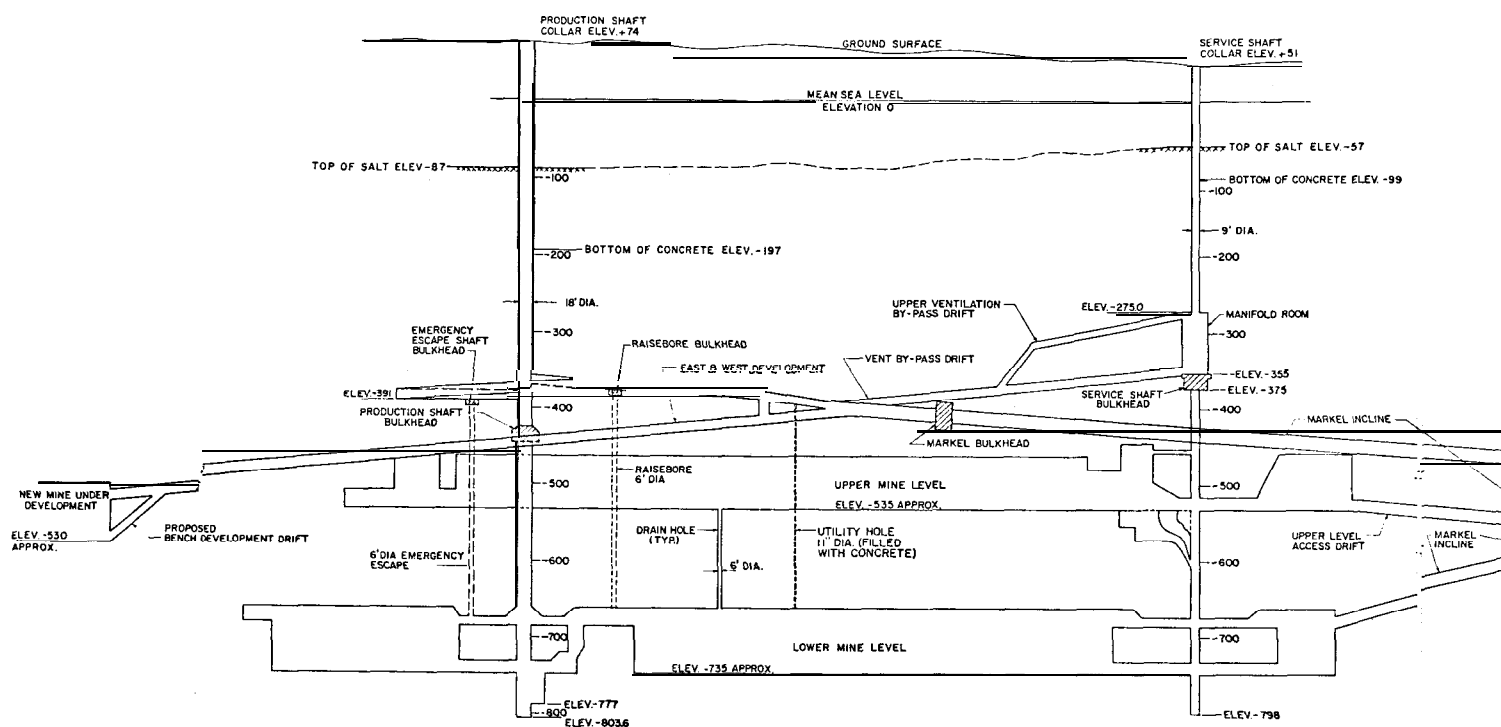 PRODUCTION SHAFT
COLLAR ELEV. +74
GROUND SURFACE
SERVICE SHAFT
COLLAR ELEV. +51
MEAN SEA LEVEL
ELEVATION 0
TOP OF SALT ELEV-87
TOP OF SALT ELEV.-57
-100
BOTTOM OF CONCRETE ELEV. -99
-100
9' DIA.
BOTTOM OF CONCRETE ELEV. -197
-200
-200
18' DIA.
UPPER VENTILATION
BY-PASS DRIFT
ELEV.-275.0
MANIFOLD ROOM
-300
-300
EMERGENCY
ESCAPE SHAFT
BULKHEAD
RAISEBORE BULKHEAD
VENT BY-PASS DRIFT
EAST & WEST DEVELOPMENT
ELEV.-355
ELEV.-375
ELEV.-391
SERVICE SHAFT
BULKHEAD
-400
-400
PRODUCTION SHAFT
BULKHEAD
MARKEL INCLINE
MARKEL BULKHEAD
RAISEBORE
6' DIA
UPPER MINE LEVEL
-500
-500
NEW MINE UNDER
DEVELOPMENT
ELEV. -535 APPROX.
ELEV. -530
APPROX.
PROPOSED
BENCH DEVELOPMENT DRIFT
DRAIN HOLE
(TYP.)
UTILITY HOLE
11" DIA. (FILLED
WITH CONCRETE)
UPPER LEVEL
ACCESS DRIFT
MARKEL
INCLINE
6' DIA EMERGENCY
ESCAPE
-600
6' DIA.
-600
-700
LOWER MINE LEVEL
-700
ELEV. -735 APPROX.
ELEV.-777
-800
ELEV.-803.6
ELEV.-798